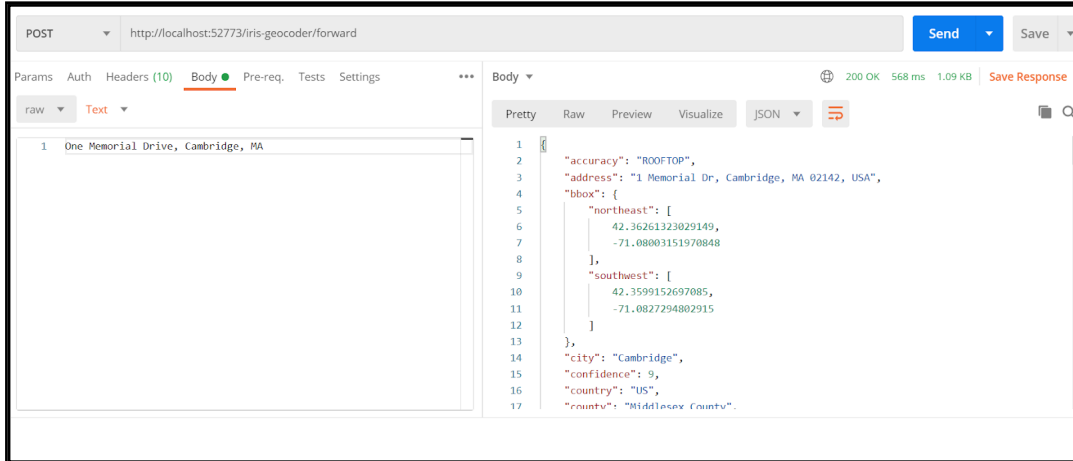 POST http://localhost:52773/iris-geocoder/forward Send Save
Params Auth Headers (10) Body Pre-req. Tests Settings
raw Text
1 One Memorial Drive, Cambridge, MA
Body 200 OK 568 ms 1.09 KB Save Response
Pretty Raw Preview Visualize JSON
1 {
2 "accuracy": "ROOFTOP",
3 "address": "1 Memorial Dr, Cambridge, MA 02142, USA",
4 "bbox": {
5 "northeast": [
6 42.36261323029149,
7 -71.08003151970848
8 ],
9 "southwest": [
10 42.3599152697085,
11 -71.0827294802915
12 ]
13 },
14 "city": "Cambridge",
15 "confidence": 9,
16 "country": "US",
17 "county": "Middlesex County",